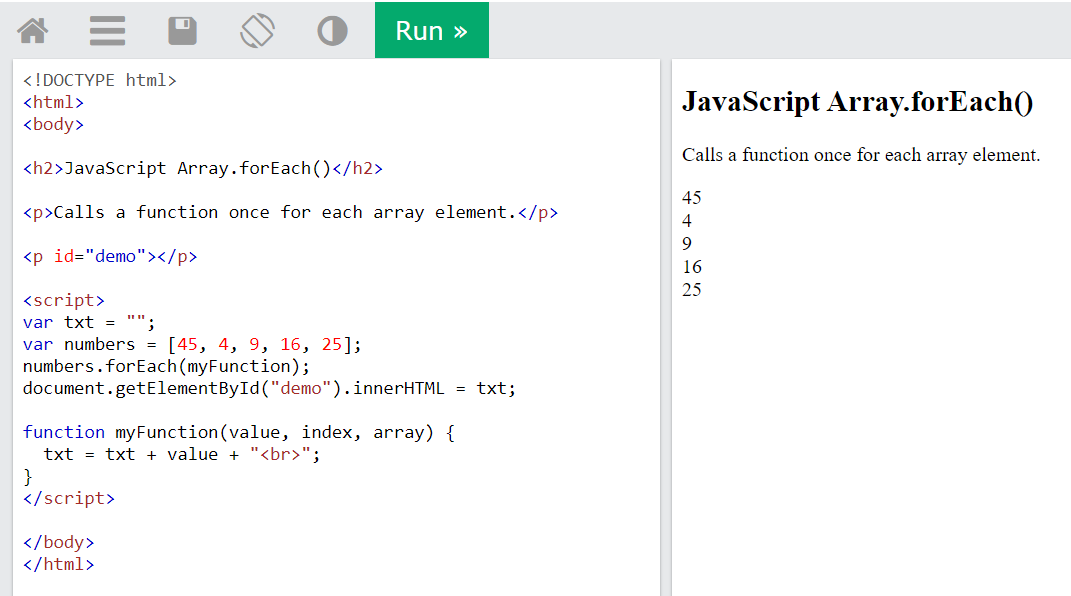 Run »
<!DOCTYPE html>
<html>
<body>
<h2>JavaScript Array.forEach()</h2>
<p>Calls a function once for each array element.</p>
<p id="demo"></p>
<script>
var txt = "";
var numbers = [45, 4, 9, 16, 25];
numbers.forEach(myFunction);
document.getElementById("demo").innerHTML = txt;
function myFunction(value, index, array) {
  txt = txt + value + "<br>";
}
</script>
</body>
</html>
JavaScript Array.forEach()
Calls a function once for each array element.
45
4
9
16
25